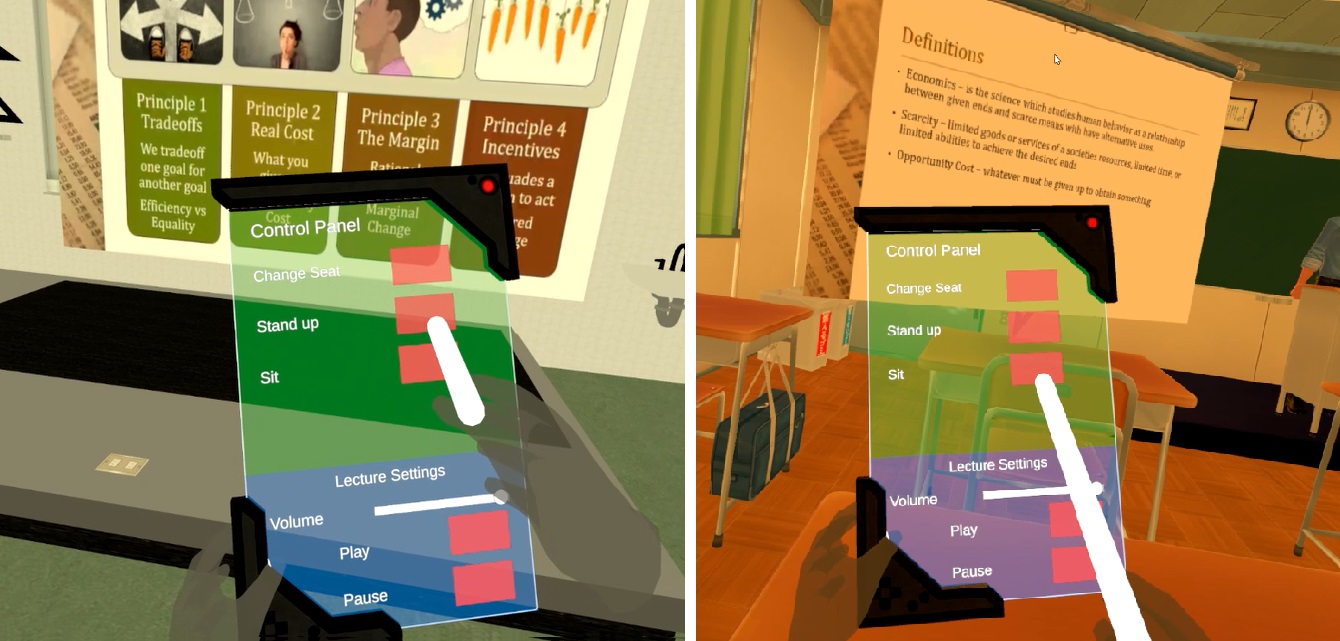 Principle 1
Tradeoffs
We tradeoff
one goal for
another goal
Efficiency vs
Equality
Principle 2
Real Cost
What you
Cost
Principle 3
The Margin
Marginal
Change
Principle 4
Incentives
to act
Control Panel
Change Seat
Stand up
Sit
Lecture Settings
Volume
Play
Pause
Definitions
• Economics – is the science which studies human behavior as a relationship
between given ends and scarce means with have alternative uses.
• Scarcity – limited goods or services of a societies resources, limited time, or
limited abilities to achieve the desired ends
• Opportunity Cost – whatever must be given up to obtain something
Control Panel
Change Seat
Stand up
Sit
Lecture Settings
Volume
Play
Pause